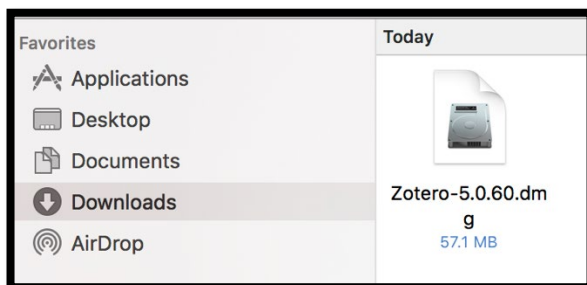 Favorites
Applications
Desktop
Documents
Downloads
AirDrop
Today
Zotero-5.0.60.dm
g
57.1 MB